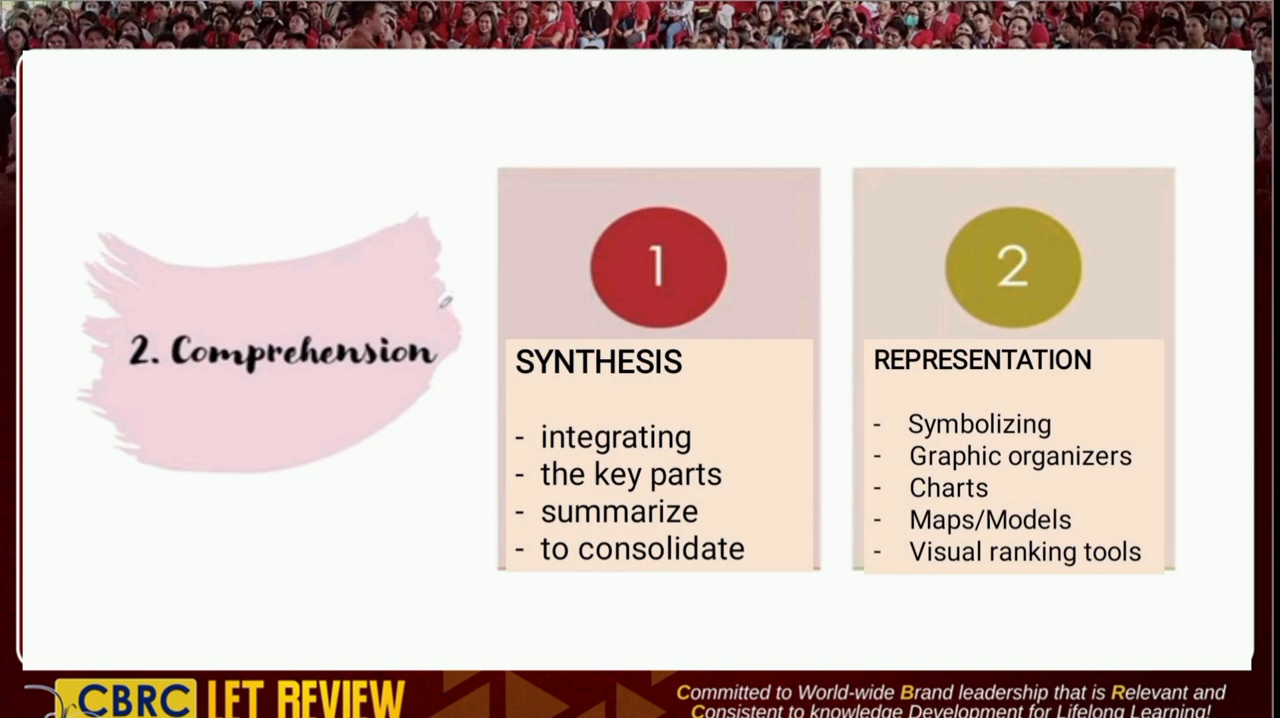 2. Comprehension
1
SYNTHESIS
- integrating
- the key parts
- summarize
- to consolidate
2
REPRESENTATION
- Symbolizing
- Graphic organizers
- Charts
- Maps/Models
- Visual ranking tools
CBRC LET REVIEW
Committed to World-wide Brand leadership that is Relevant and
Consistent to knowledge Development for Lifelong Learning!